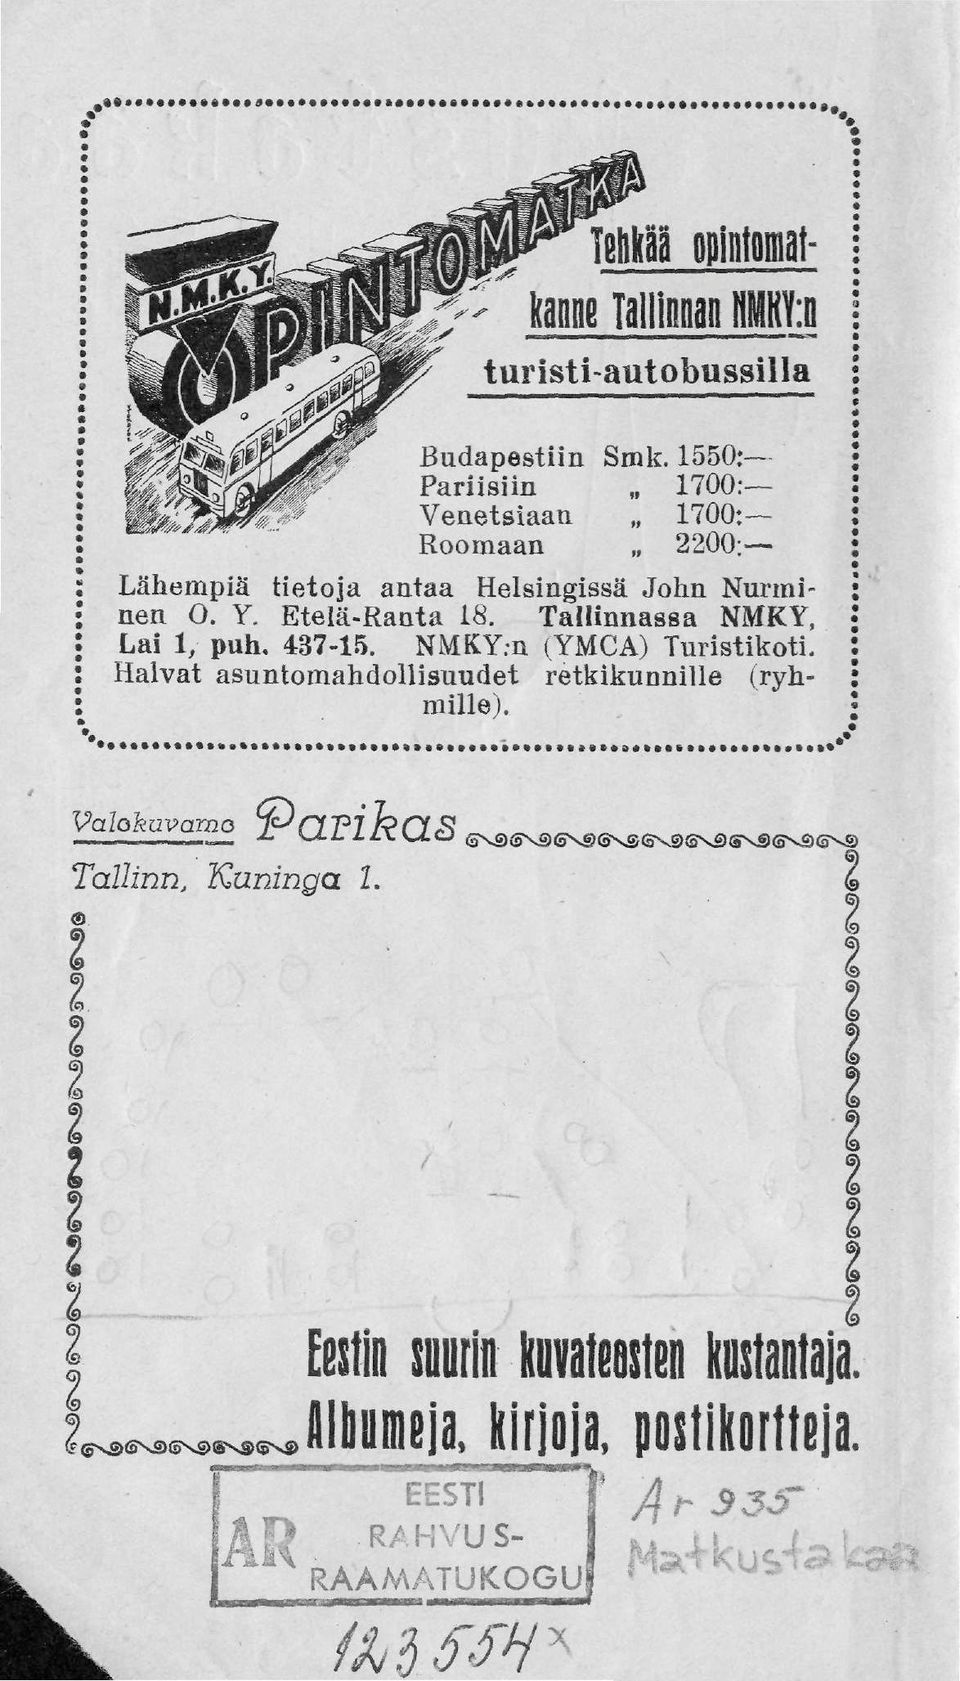 N.M.K.Y.
OPINTOMATKA
Tehkää opintomat-
kanne Tallinnan NMKY:n
turisti-autobussilla
Budapestiin Smk. 1550:—
Pariisiin „ 1700:—
Venetsiaan „ 1700:—
Roomaan „ 2200:—
Lähempiä tietoja antaa Helsingissä John Nurmi-
nen O. Y. Etelä-Ranta 18. Tallinnassa NMKY,
Lai 1, puh. 437-15. NMKY:n (YMCA) Turistikoti.
Halvat asuntomahdollisuudet retkikunnille (ryh-
mille).
Valokuvamo Parikas
Tallinn, Kuninga 1.
Eestin suurin kuvateosten kustantaja.
Albumeja, kirjoja, postikortteja.
AR
EESTI
RAHVUS-
RAAMATUKOGU
Ar 935
Matkustakaa
123554x